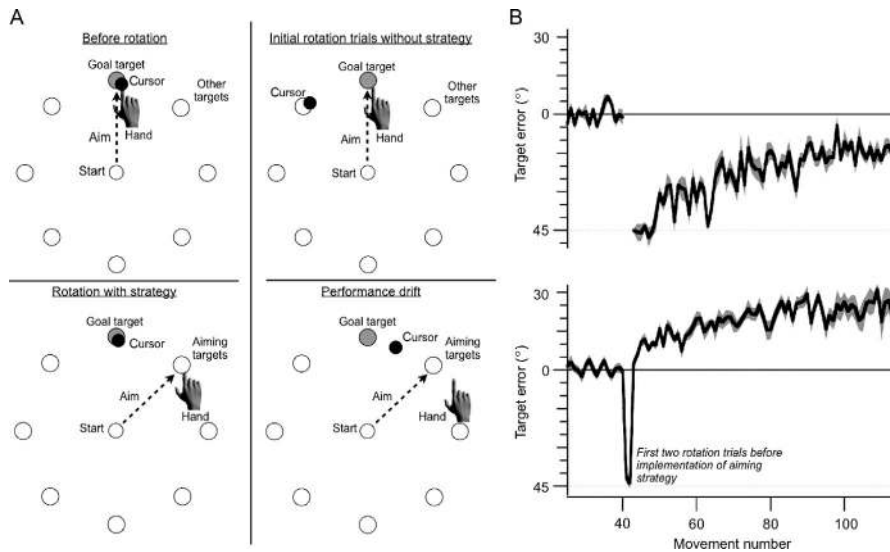 A
Before rotation
Goal target
Cursor
Other
targets
Aim
Hand
Start
Initial rotation trials without strategy
Goal target
Cursor
Other
targets
Aim
Hand
Start
Rotation with strategy
Goal target
Cursor
Aiming
targets
Aim
Hand
Start
Performance drift
Goal target
Cursor
Aiming
targets
Aim
Hand
Start
B
30
0
45
Target error (°)
30
0
45
Target error (°)
First two rotation trials before
implementation of aiming
strategy
40
60
80
100
Movement number